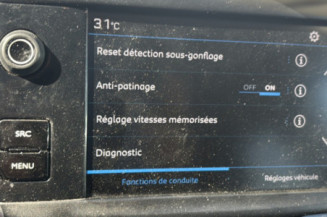 31°C
Reset détection sous-gonflage
Anti-patinage OFF ON
Réglage vitesses mémorisées
SRC
MENU
Diagnostic
Fonctions de conduite Réglages véhicule